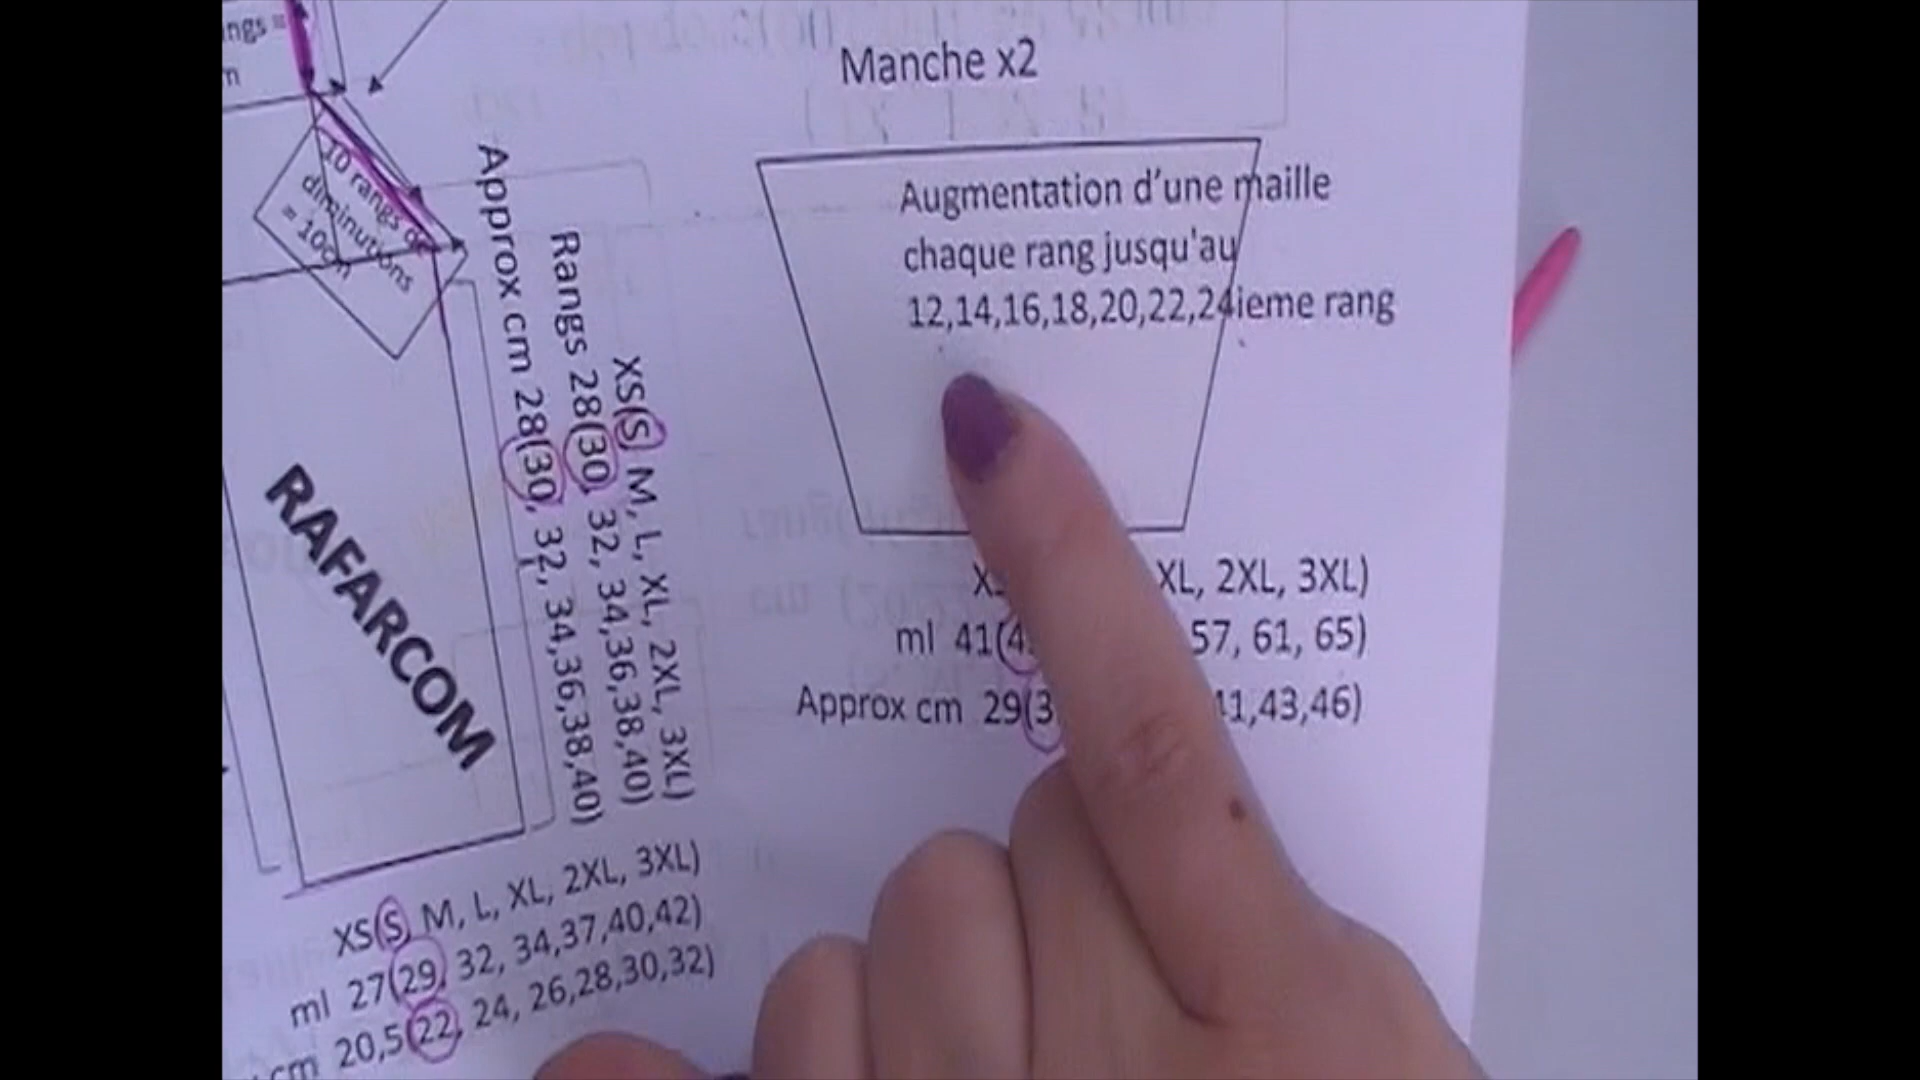 Manche x2
Augmentation d'une maille
chaque rang jusqu'au
12,14,16,18,20,22,24ieme rang
10 rangs de
diminutions
= 10cm
Approx cm 28(30, 32, 34,36,38,40)
Rangs 28(30, 32, 34,36,38,40)
XS(S, M, L, XL, 2XL, 3XL)
RAFARCOM
XL, 2XL, 3XL)
ml 41(4 57, 61, 65)
Approx cm 29(3 41,43,46)
XS(S, M, L, XL, 2XL, 3XL)
ml 27(29, 32, 34,37,40,42)
cm 20,5(22, 24, 26,28,30,32)